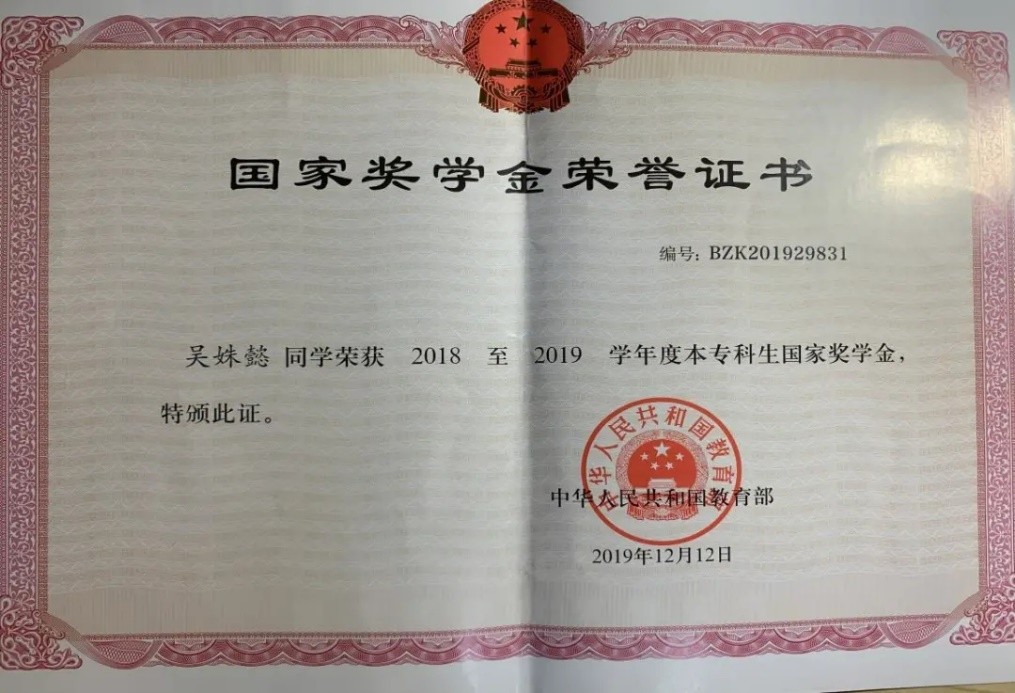 国家奖学金荣誉证书
编号：BZK201929831
吴姝懿 同学荣获 2018 至 2019 学年度本专科生国家奖学金，
特颁此证。
中华人民共和国教育部
中华人民共和国教育部
2019年12月12日